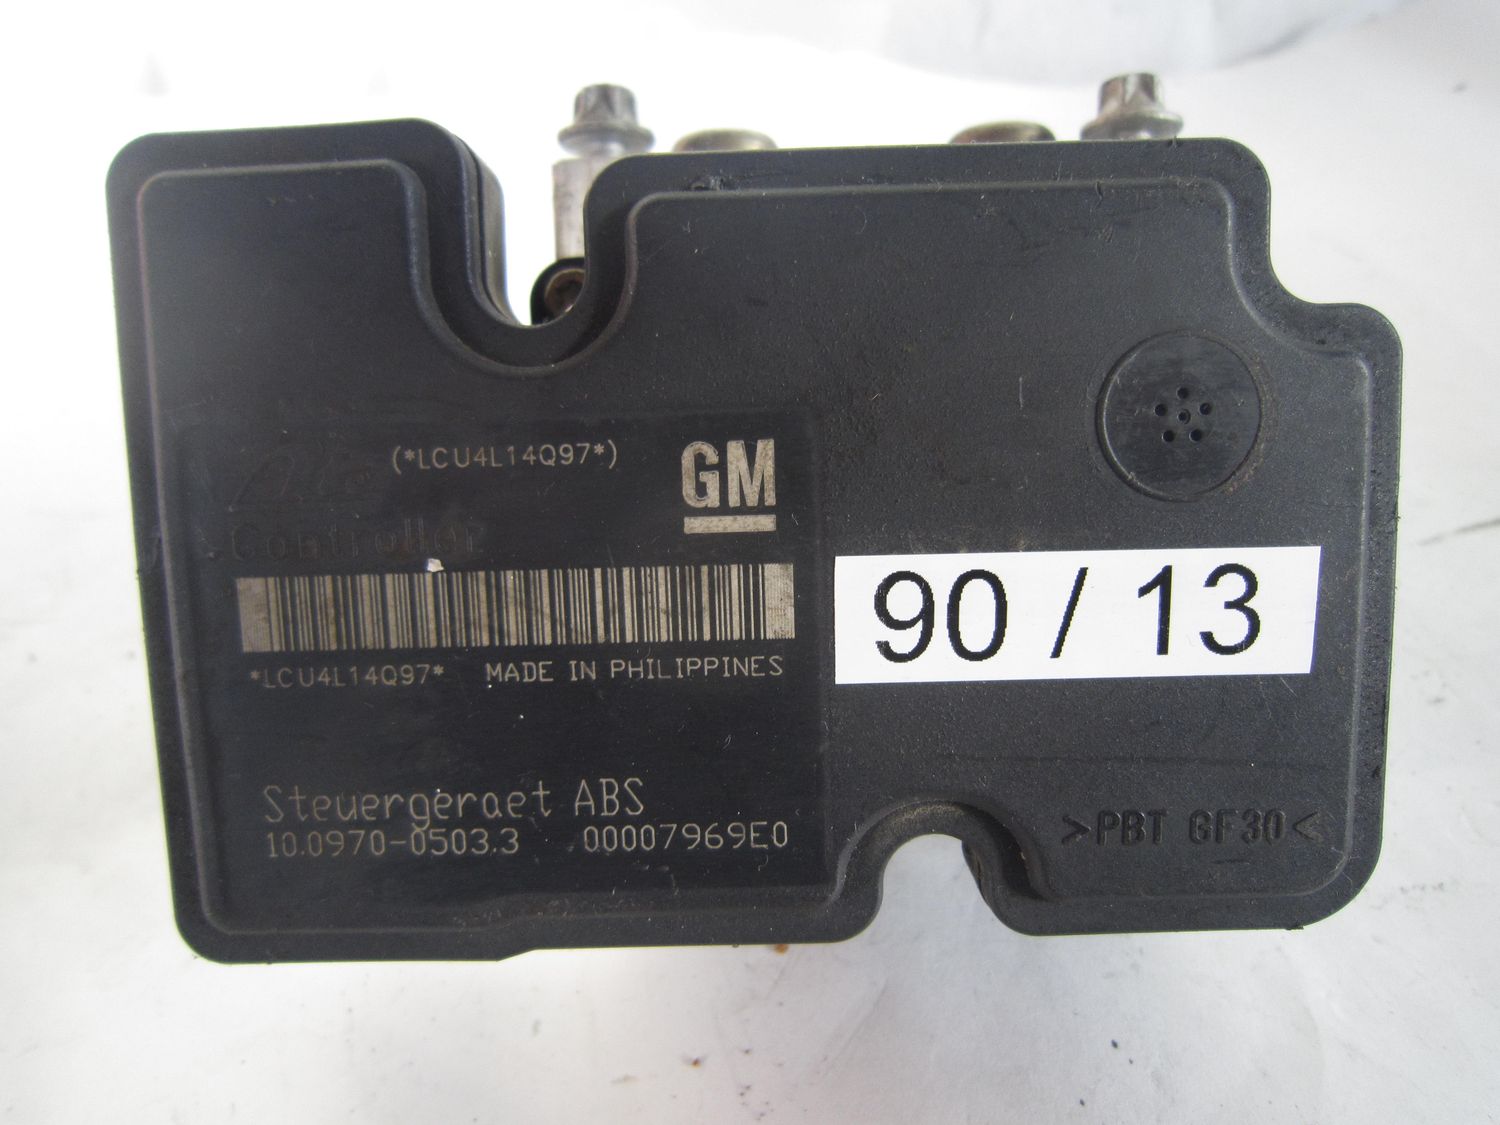 (*LCU4L14Q97*)
GM
Controller
*LCU4L14Q97* MADE IN PHILIPPINES
90 / 13
Steuergeraet ABS
10.0970-0503.3 00007969E0
>PBT GF30<